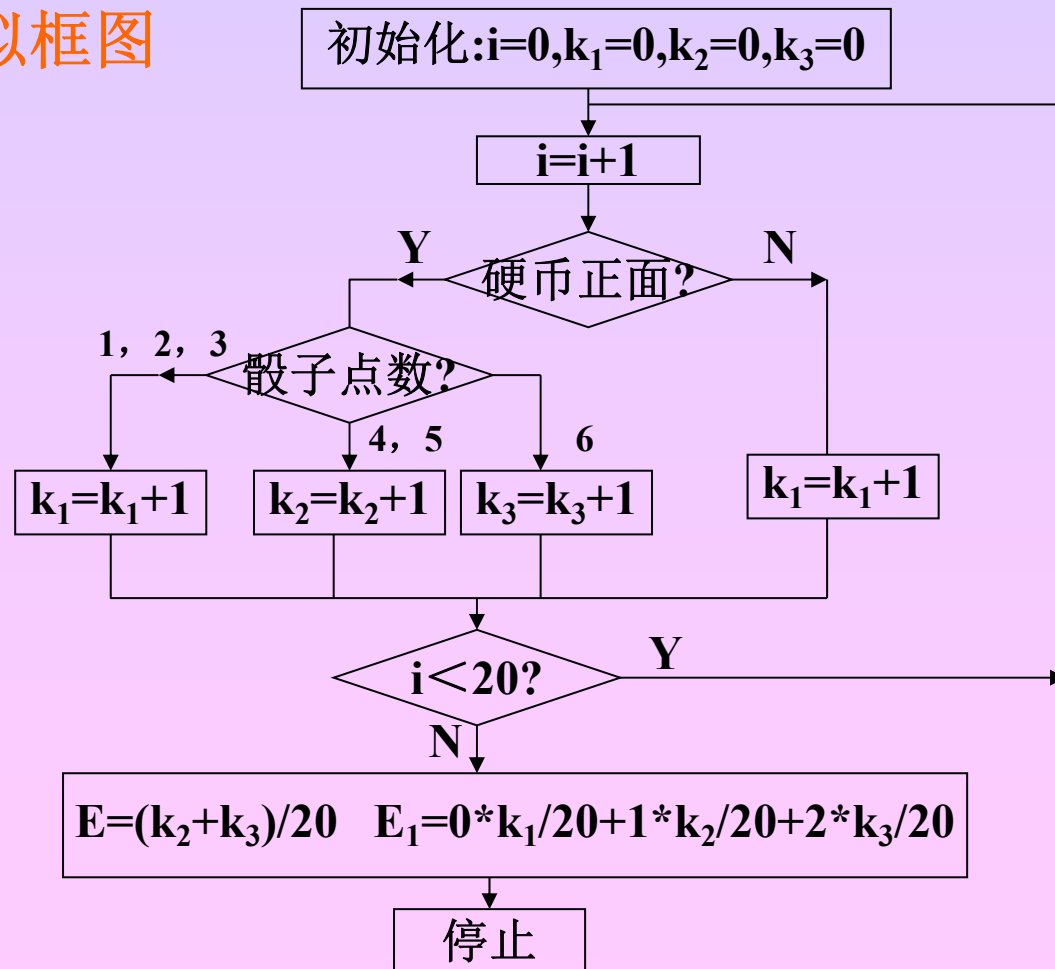 拟框图
初始化:i=0,k₁=0,k₂=0,k₃=0
i=i+1
Y
N
硬币正面?
1，2，3
骰子点数?
4，5
6
k₁=k₁+1
k₂=k₂+1
k₃=k₃+1
k₁=k₁+1
i＜20?
Y
N
E=(k₂+k₃)/20 E₁=0*k₁/20+1*k₂/20+2*k₃/20
停止